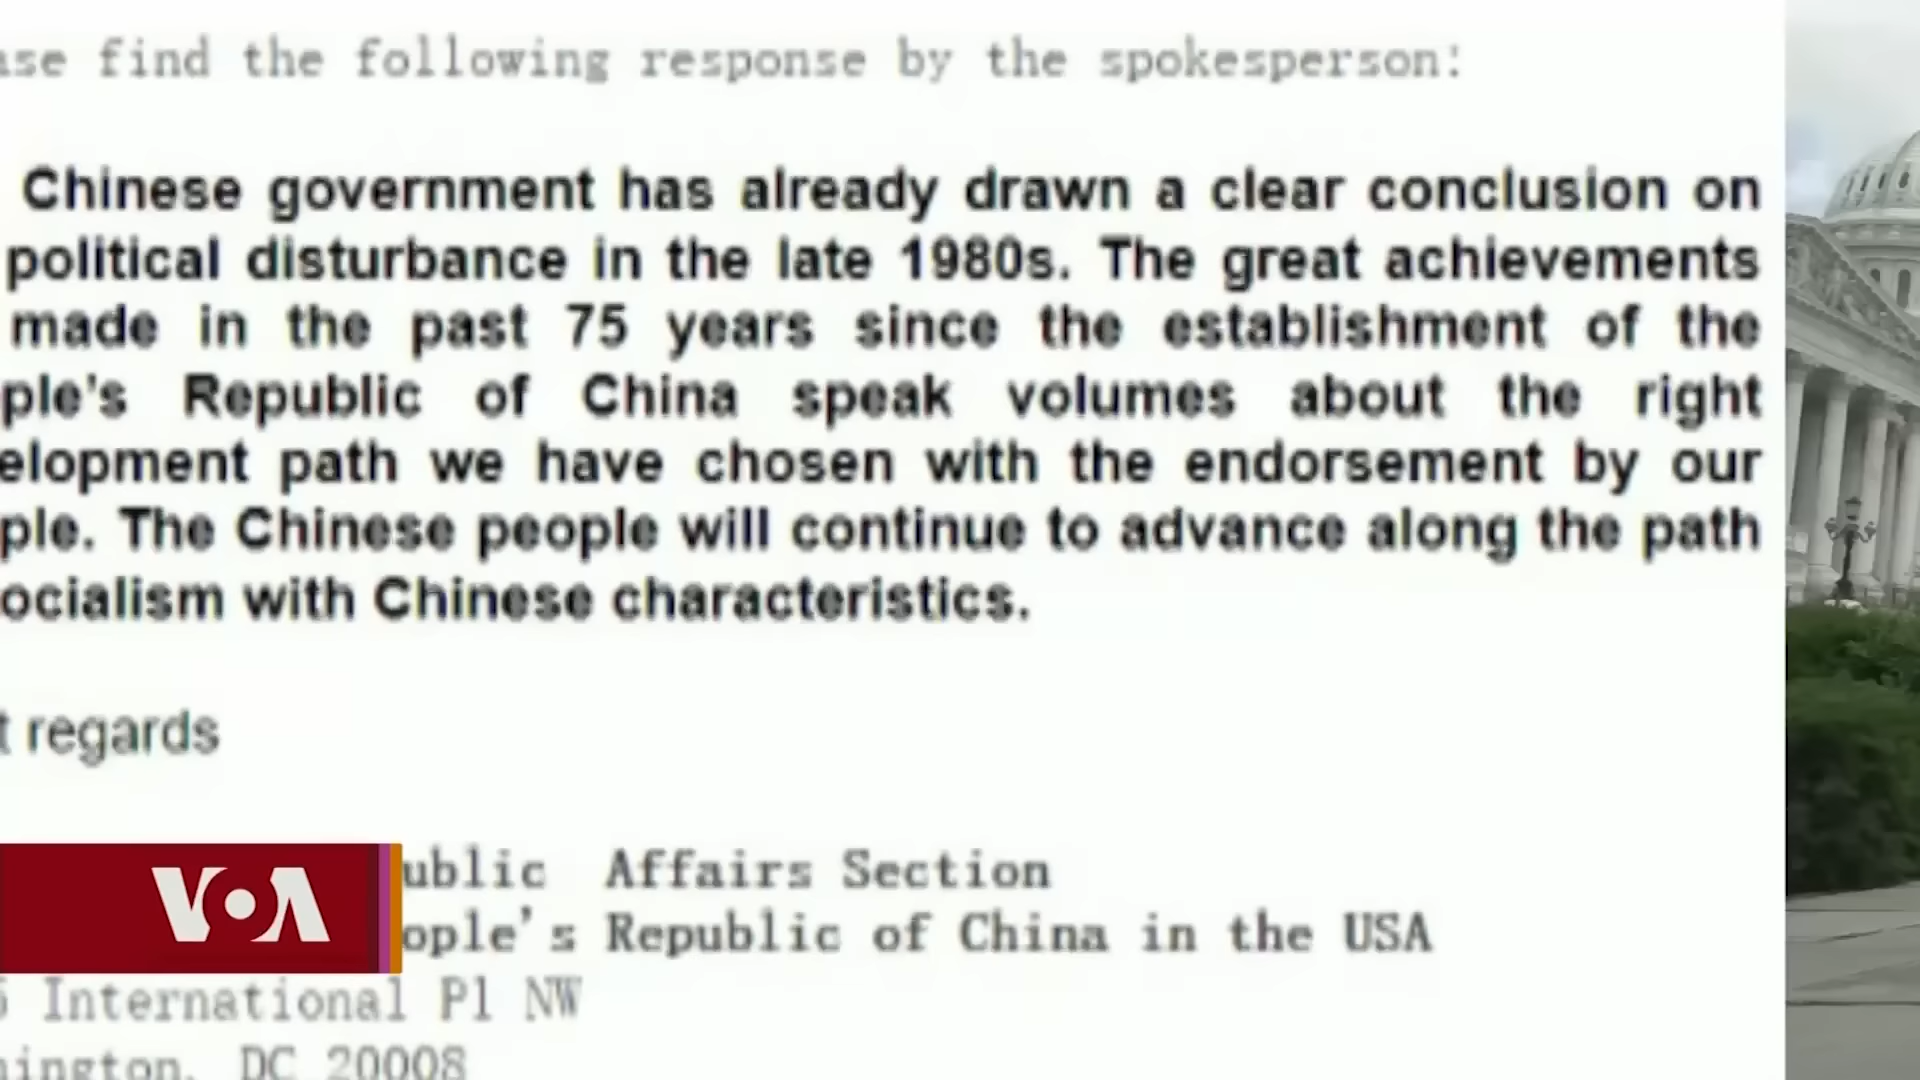 ase find the following response by the spokesperson:
Chinese government has already drawn a clear conclusion on
political disturbance in the late 1980s. The great achievements
made in the past 75 years since the establishment of the
ple's Republic of China speak volumes about the right
elopment path we have chosen with the endorsement by our
ple. The Chinese people will continue to advance along the path
ocialism with Chinese characteristics.
t regards
ublic Affairs Section
ople's Republic of China in the USA
VOA
International Pl NW
hington, DC 20008